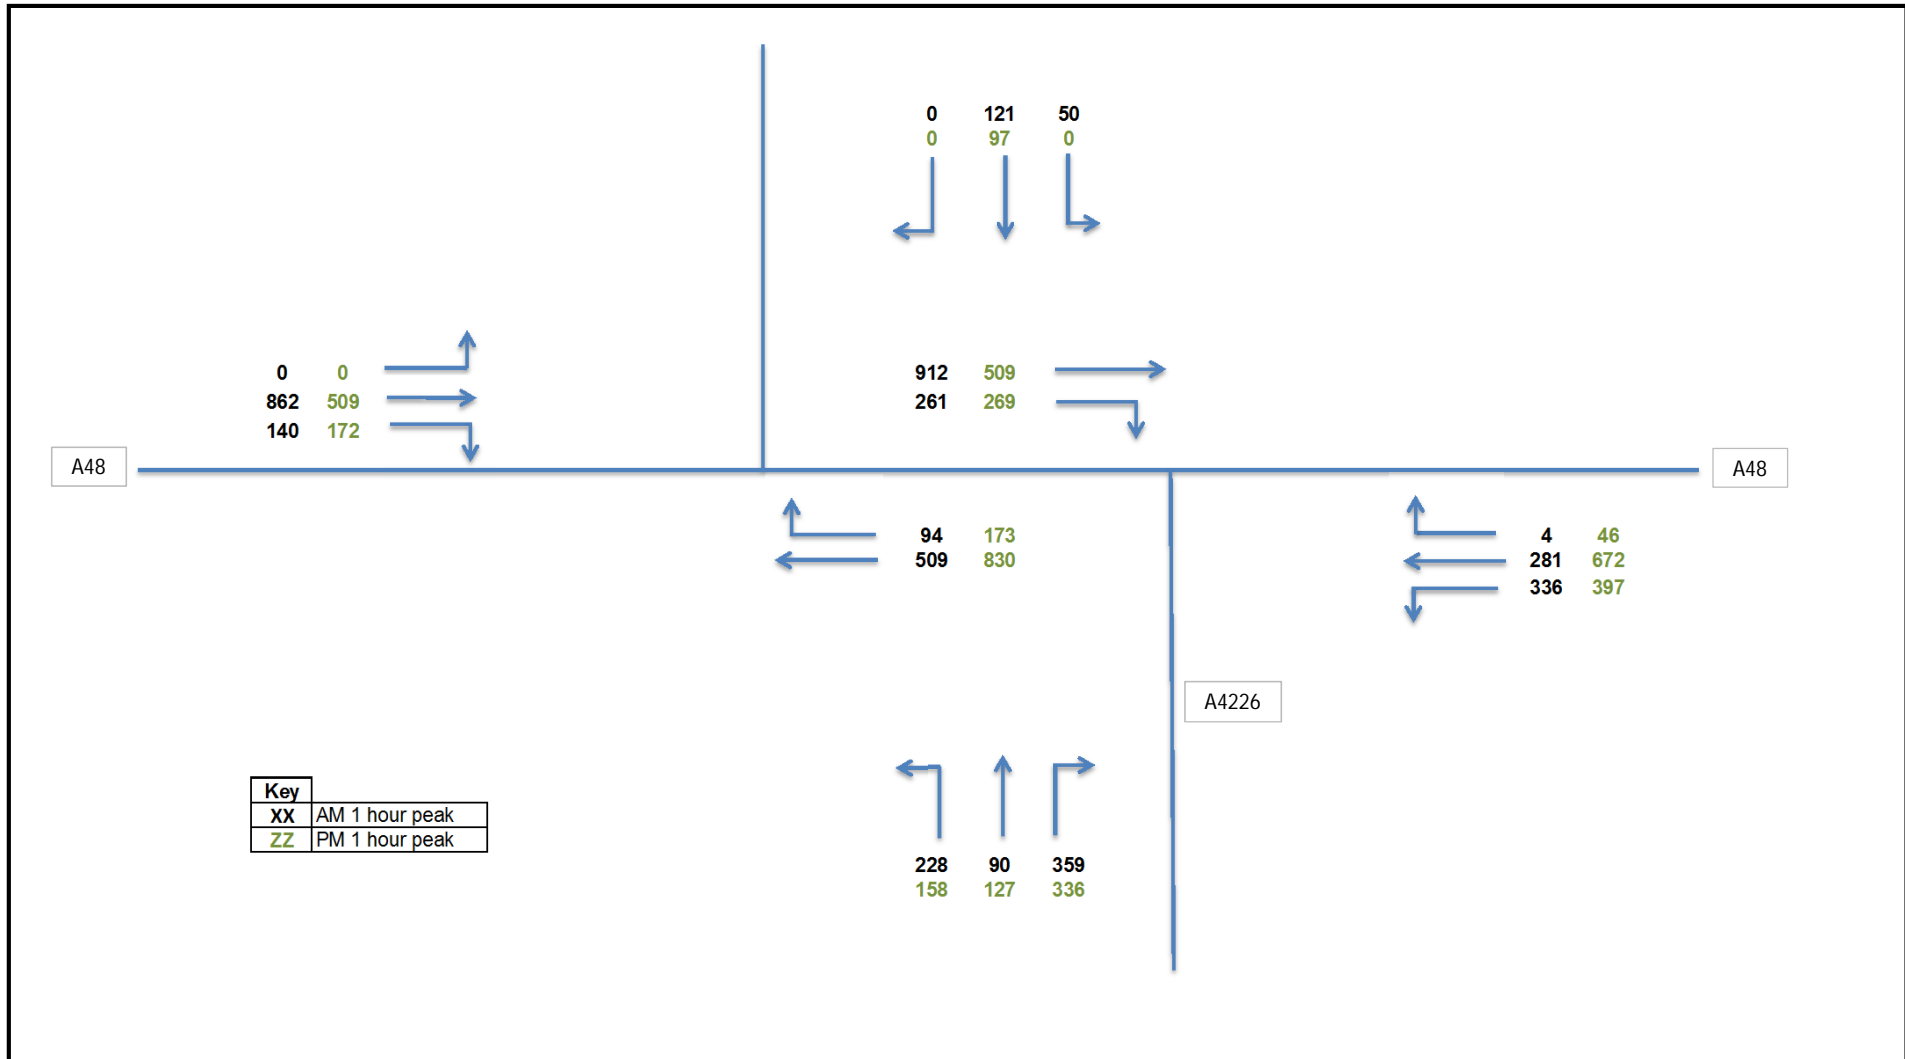 0 121 50
0 97 0
0 0
862 509
140 172
912 509
261 269
A48
A48
94 173
509 830
4 46
281 672
336 397
A4226
Key
XX AM 1 hour peak
ZZ PM 1 hour peak
228 90 359
158 127 336